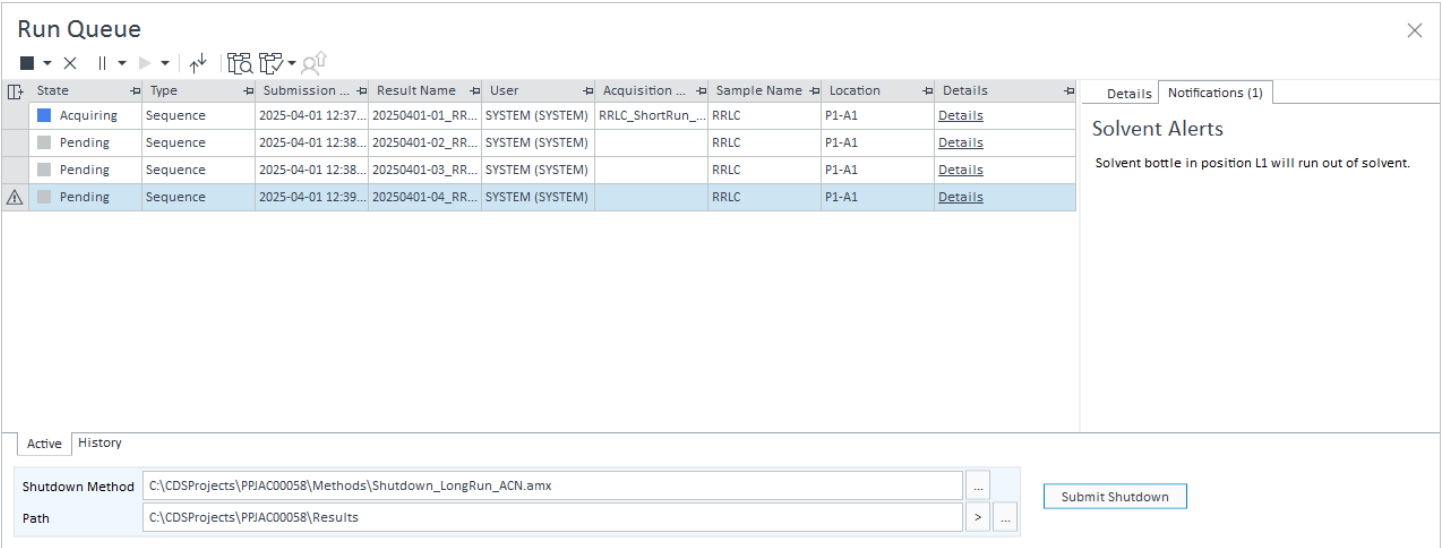 Run Queue
State Type Submission ... Result Name User Acquisition ... Sample Name Location Details
Details Notifications (1)
Acquiring Sequence 2025-04-01 12:37... 20250401-01_RR... SYSTEM (SYSTEM) RRLC_ShortRun_... RRLC P1-A1 Details
Solvent Alerts
Pending Sequence 2025-04-01 12:38... 20250401-02_RR... SYSTEM (SYSTEM) RRLC P1-A1 Details
Solvent bottle in position L1 will run out of solvent.
Pending Sequence 2025-04-01 12:38... 20250401-03_RR... SYSTEM (SYSTEM) RRLC P1-A1 Details
Pending Sequence 2025-04-01 12:39... 20250401-04_RR... SYSTEM (SYSTEM) RRLC P1-A1 Details
Active History
Shutdown Method C:\CDSProjects\PPJAC00058\Methods\Shutdown_LongRun_ACN.amx ...
Submit Shutdown
Path C:\CDSProjects\PPJAC00058\Results > ...